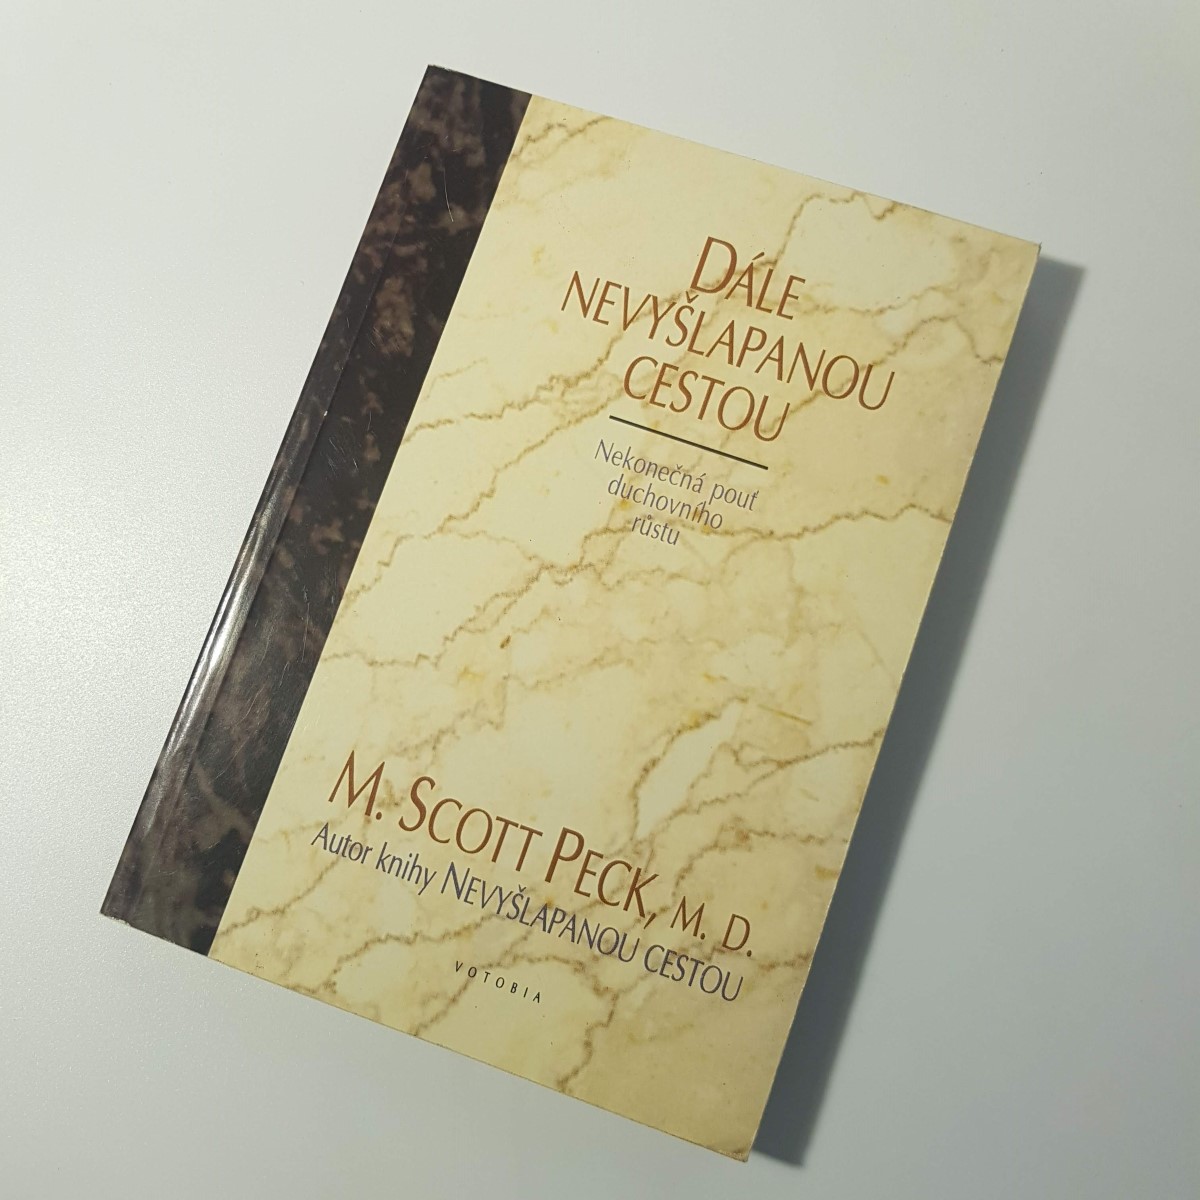 DÁLE
NEVYŠLAPANOU
CESTOU
Nekonečná pouť
duchovního
růstu
M. SCOTT PECK, M. D.
Autor knihy NEVYŠLAPANOU CESTOU
VOTOBIA